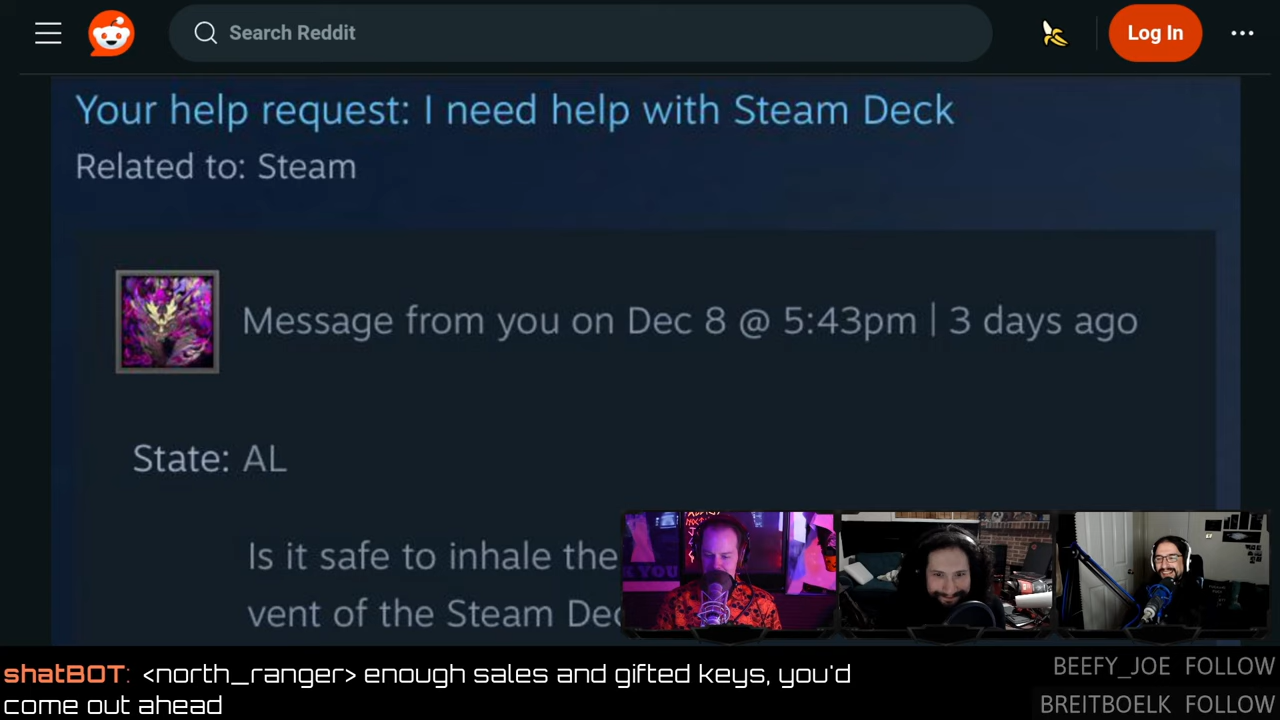 Search Reddit
Log In
Your help request: I need help with Steam Deck
Related to: Steam
Message from you on Dec 8 @ 5:43pm | 3 days ago
State: AL
Is it safe to inhale the
vent of the Steam Dec
K YOU
shatBOT: <north_ranger> enough sales and gifted keys, you'd
come out ahead
BEEFY_JOE FOLLOW
BREITBOELK FOLLOW